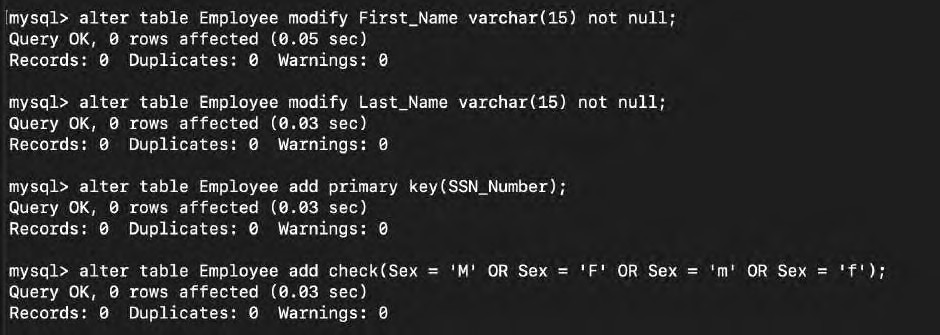 mysql> alter table Employee modify First_Name varchar(15) not null;
Query OK, 0 rows affected (0.05 sec)
Records: 0  Duplicates: 0  Warnings: 0
mysql> alter table Employee modify Last_Name varchar(15) not null;
Query OK, 0 rows affected (0.03 sec)
Records: 0  Duplicates: 0  Warnings: 0
mysql> alter table Employee add primary key(SSN_Number);
Query OK, 0 rows affected (0.03 sec)
Records: 0  Duplicates: 0  Warnings: 0
mysql> alter table Employee add check(Sex = 'M' OR Sex = 'F' OR Sex = 'm' OR Sex = 'f');
Query OK, 0 rows affected (0.03 sec)
Records: 0  Duplicates: 0  Warnings: 0